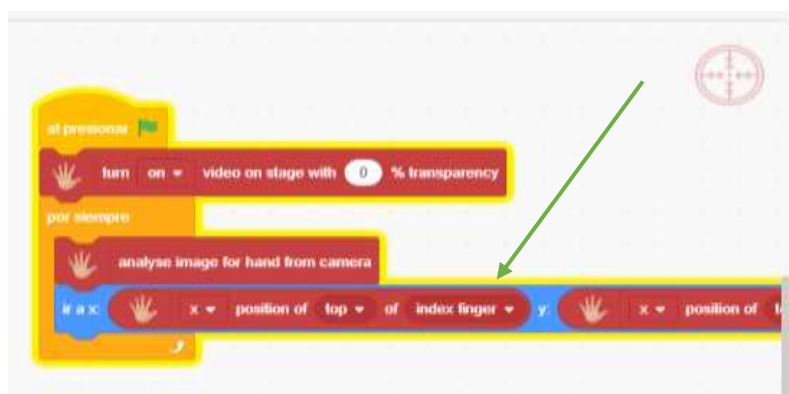 al presionar
turn on video on stage with 0 % transparency
por siempre
analyse image for hand from camera
ir a x: x position of top of index finger y: x position of